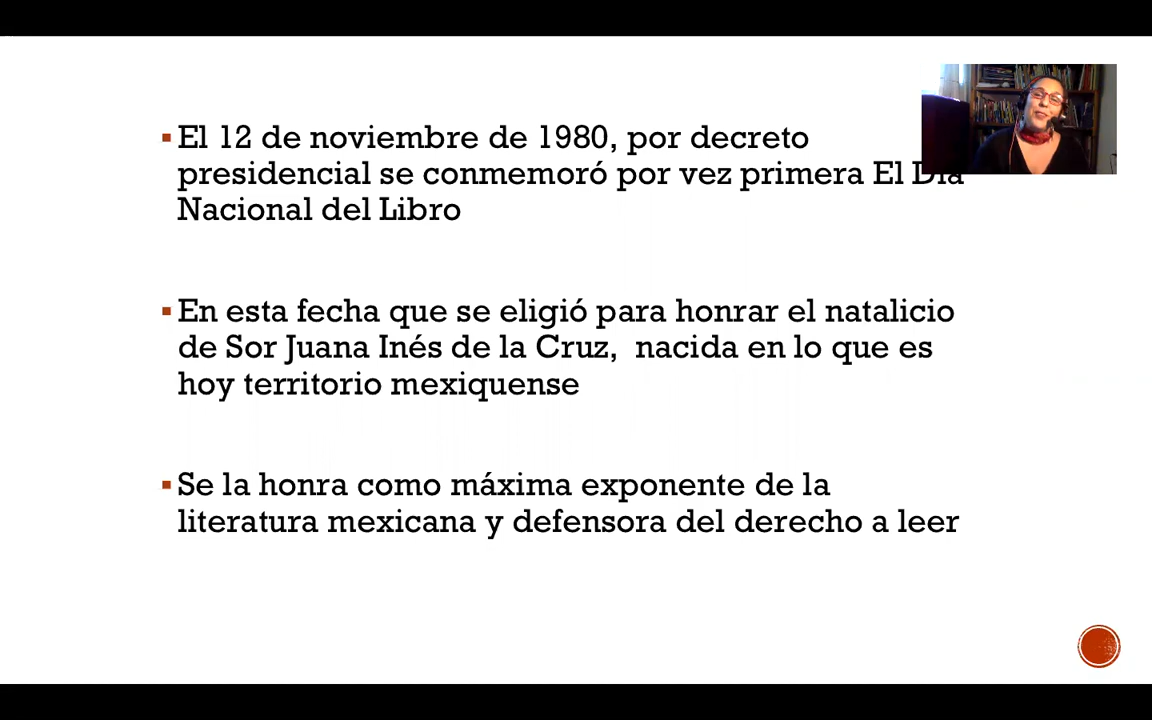 El 12 de noviembre de 1980, por decreto
presidencial se conmemoró por vez primera El Día
Nacional del Libro
En esta fecha que se eligió para honrar el natalicio
de Sor Juana Inés de la Cruz, nacida en lo que es
hoy territorio mexiquense
Se la honra como máxima exponente de la
literatura mexicana y defensora del derecho a leer